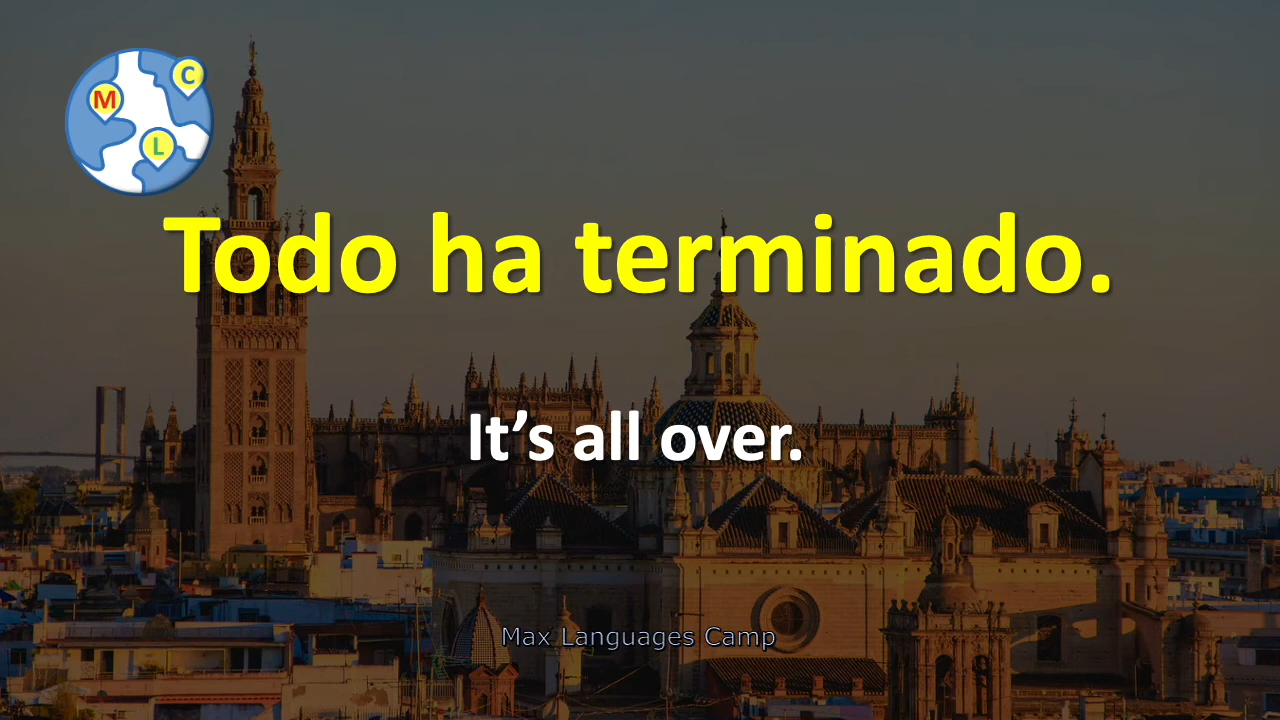 C
M
L
Todo ha terminado.
It’s all over.
Max Languages Camp